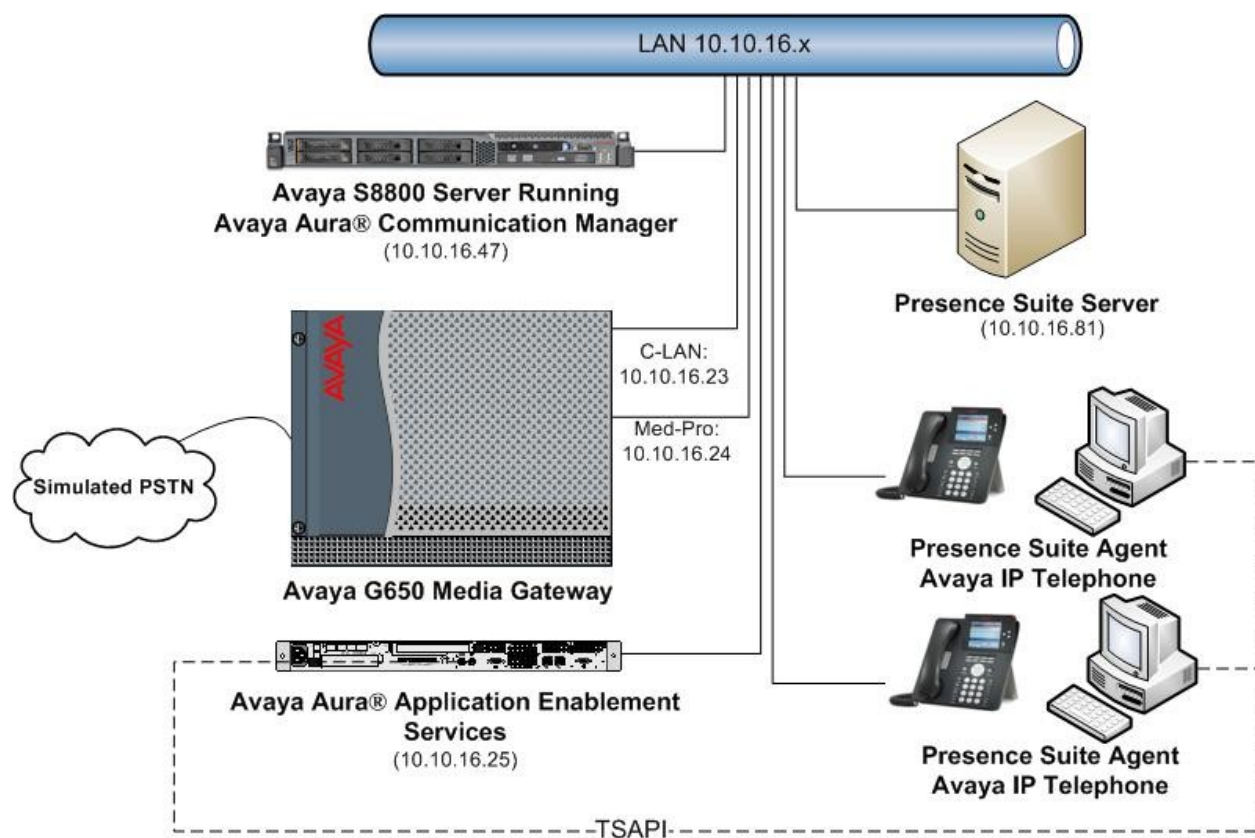 LAN 10.10.16.x
Avaya S8800 Server Running
Avaya Aura® Communication Manager
(10.10.16.47)
Presence Suite Server
(10.10.16.81)
AVAYA
C-LAN:
10.10.16.23
Med-Pro:
10.10.16.24
Simulated PSTN
Avaya G650 Media Gateway
Presence Suite Agent
Avaya IP Telephone
Avaya Aura® Application Enablement
Services
(10.10.16.25)
Presence Suite Agent
Avaya IP Telephone
TSAPI